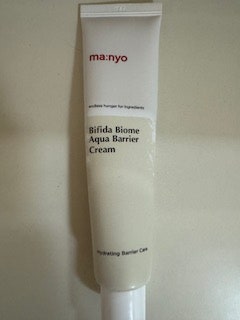 ma:nyo
endless hunger for ingredients
Bifida Biome
Aqua Barrier
Cream
Hydrating Barrier Care